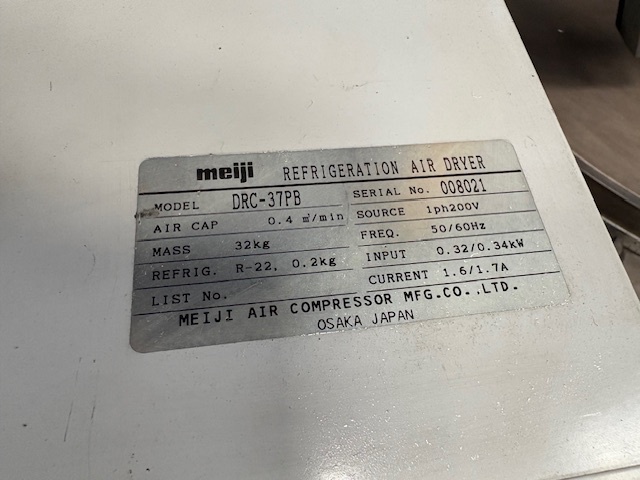 meiji REFRIGERATION AIR DRYER
MODEL DRC-37PB
SERIAL No. 008021
AIR CAP 0.4 ㎥/min
SOURCE 1ph200V
MASS 32kg
FREQ. 50/60Hz
REFRIG. R-22, 0.2kg
INPUT 0.32/0.34kW
LIST No.
CURRENT 1.6/1.7A
MEIJI AIR COMPRESSOR MFG.CO.,LTD.
OSAKA JAPAN